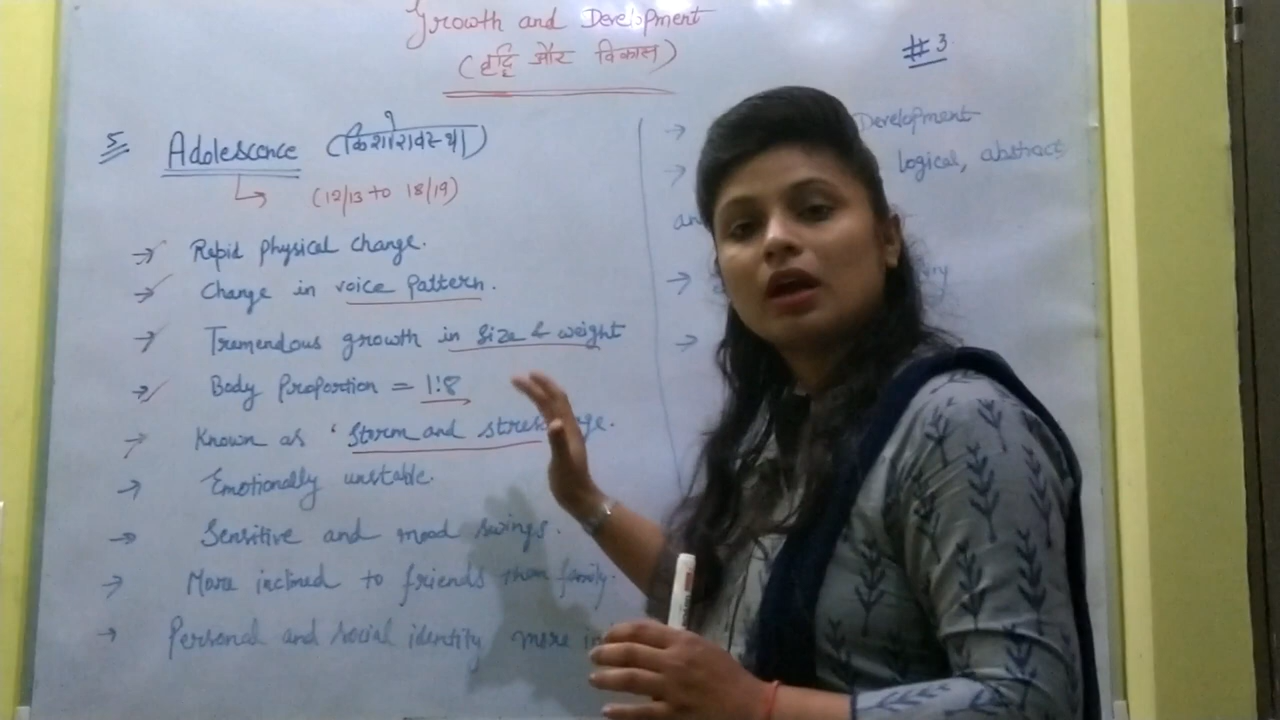 Growth and Development
(वृद्धि और विकास)
#3
5
Adolescence (किशोरावस्था)
(12/13 to 18/19)
→ Rapid physical change.
→ Change in voice pattern.
→ Tremendous growth in size & weight
→ Body Proportion = 1:8
→ Known as 'Storm and stress
→ Emotionally unstable.
→ Sensitive and mood swings.
→ More inclined to friends than family.
→ Personal and social identity more
→ Development
→ logical, abstract
→
→